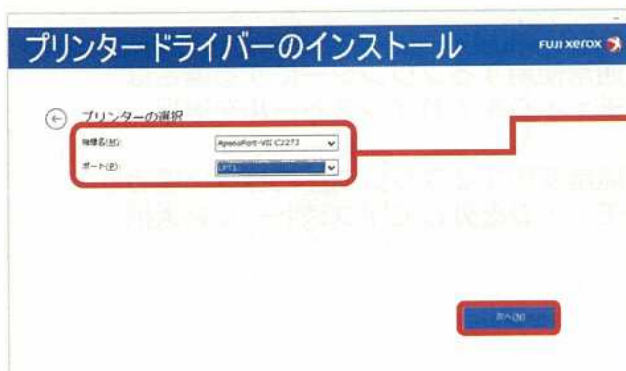 プリンタードライバーのインストール
FUJI XEROX
プリンターの選択
機種名(M):
ApeosPort-VII C2273
ポート(P):
LPT1:
次へ(N)